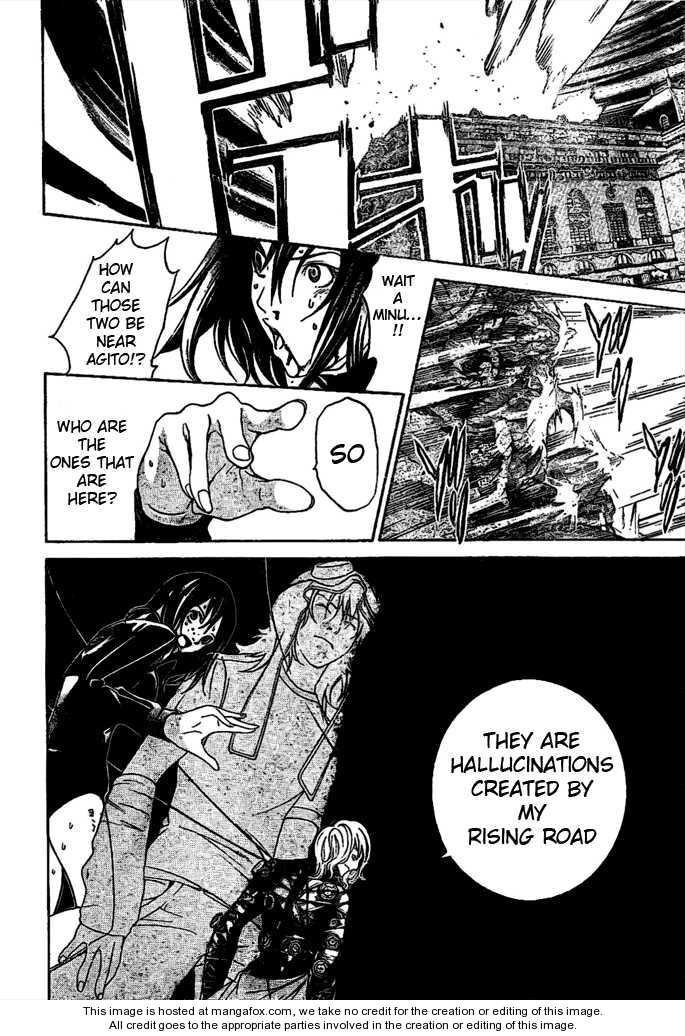 WAIT
A
MINU...
!!
HOW
CAN
THOSE
TWO BE
NEAR
AGITO!?
SO
WHO ARE
THE
ONES THAT
ARE
HERE?
THEY ARE
HALLUCINATIONS
CREATED BY
MY
RISING ROAD
This image is hosted at mangafox.com, we take no credit for the creation or editing of this image.
All credit goes to the appropriate parties involved in the creation or editing of this image.